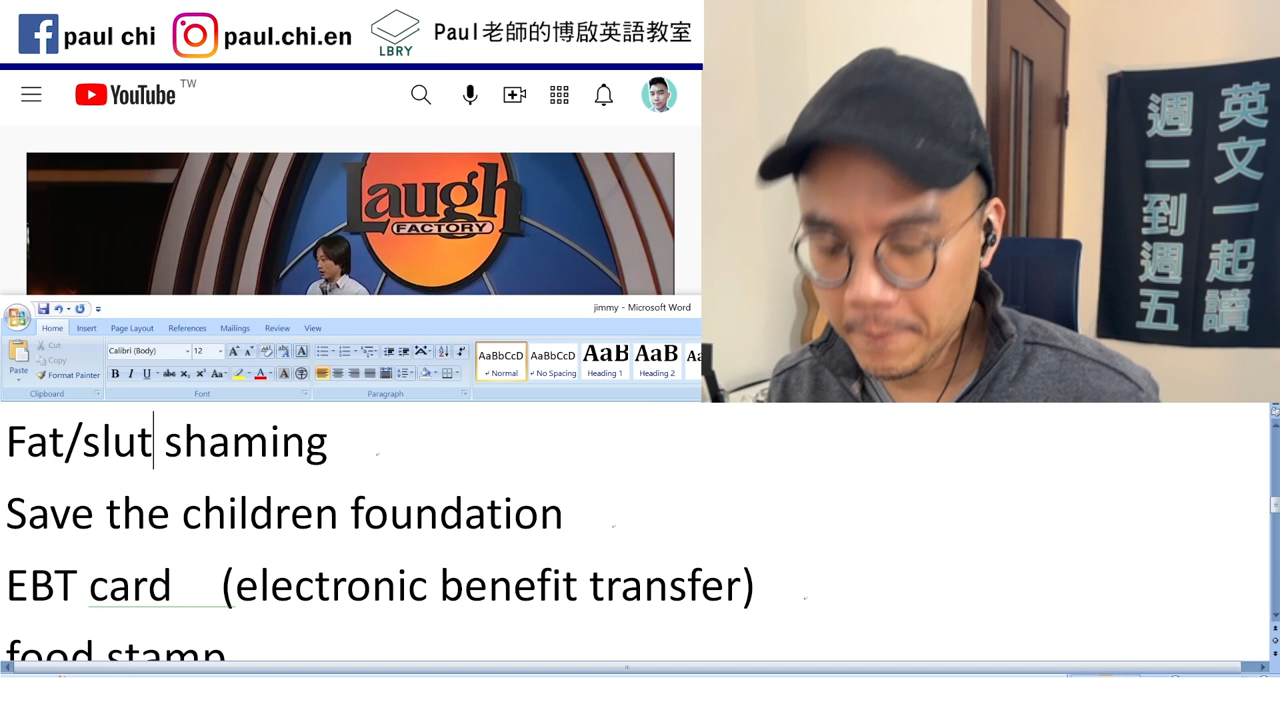 paul chi
paul.chi.en
LBRY
Paul老師的博啟英語教室
YouTube
TW
Laugh
FACTORY
jimmy - Microsoft Word
Home
Insert
Page Layout
References
Mailings
Review
View
Paste
Cut
Copy
Format Painter
Clipboard
Calibri (Body)
12
Font
Paragraph
AaBbCcD
Normal
AaBbCcD
No Spacing
AaBb
Heading 1
AaB
Heading 2
英文一起讀
週一到週五
Fat/slut shaming
Save the children foundation
EBT card (electronic benefit transfer)
food stamp